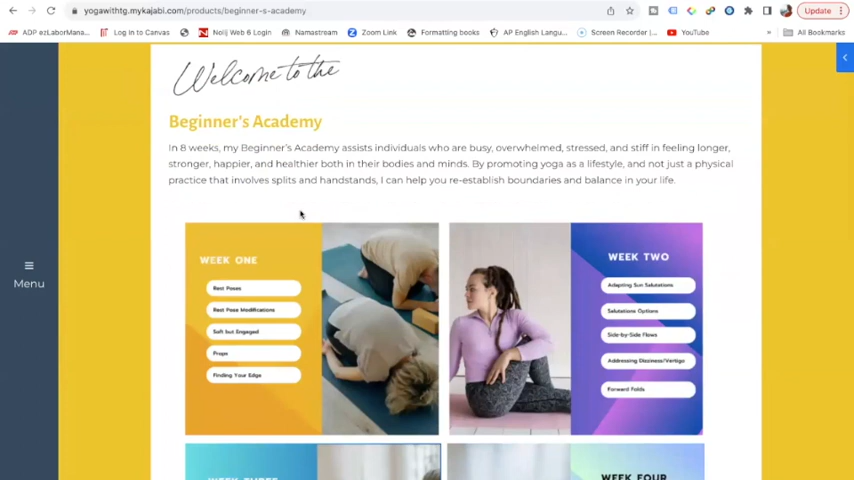 yogawithtg.mykajabi.com/products/beginner-s-academy
Update
ADP ezLaborMana...
Log in to Canvas
Nolij Web 6 Login
Namastream
Zoom Link
Formatting books
AP English Langu...
Screen Recorder |...
YouTube
»
All Bookmarks
Welcome to the
Beginner's Academy
In 8 weeks, my Beginner's Academy assists individuals who are busy, overwhelmed, stressed, and stiff in feeling longer,
stronger, happier, and healthier both in their bodies and minds. By promoting yoga as a lifestyle, and not just a physical
practice that involves splits and handstands, I can help you re-establish boundaries and balance in your life.
Menu
WEEK ONE
Rest Poses
Rest Pose Modifications
Soft but Engaged
Props
Finding Your Edge
WEEK TWO
Adapting Sun Salutations
Salutations Options
Side-by-Side Flows
Addressing Dizziness/Vertigo
Forward Folds
WEEK THREE
WEEK FOUR